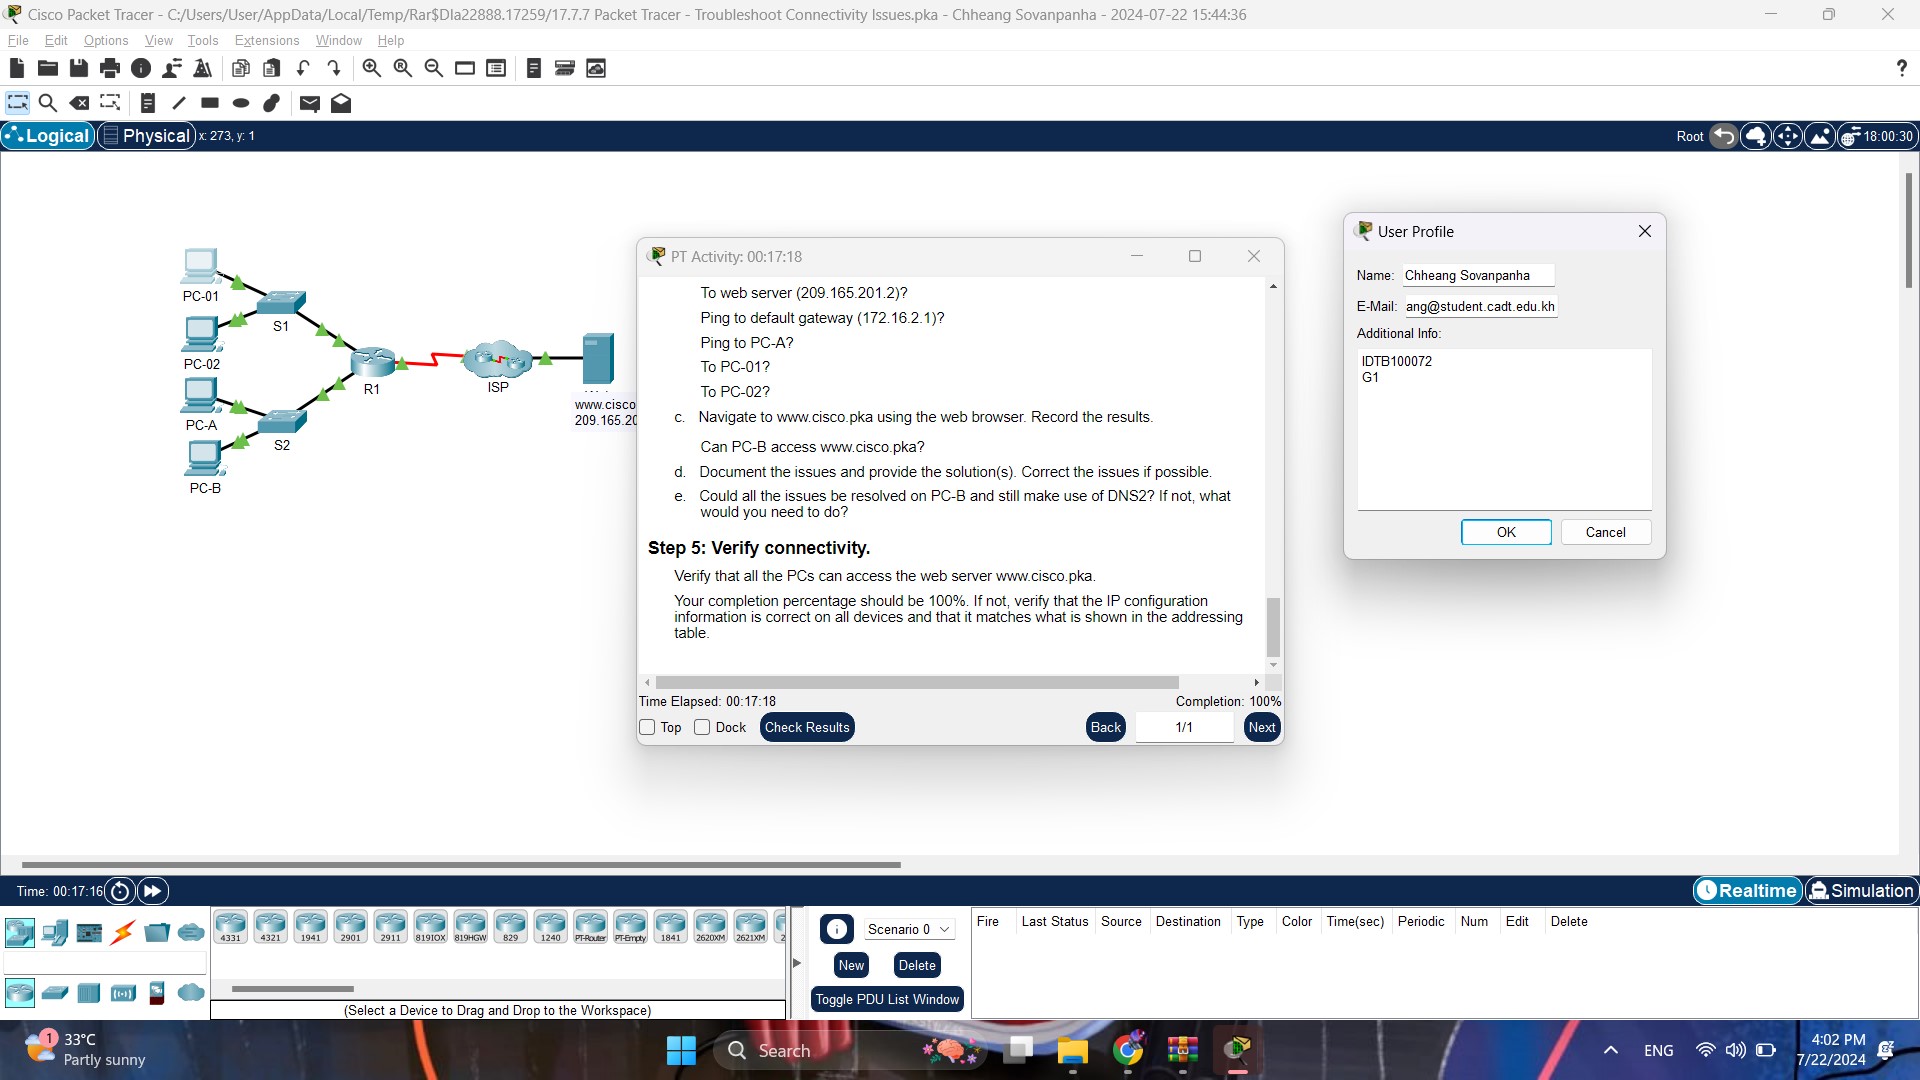 Cisco Packet Tracer - C:/Users/User/AppData/Local/Temp/Rar$DIa22888.17259/17.7.7 Packet Tracer - Troubleshoot Connectivity Issues.pka - Chheang Sovanpanha - 2024-07-22 15:44:36
File Edit Options View Tools Extensions Window Help
Logical Physical x: 273, y: 1 Root 18:00:30
PC-01
S1
PC-02
R1
ISP
PC-A
S2
PC-B
www.cisco
209.165.20
PT Activity: 00:17:18
To web server (209.165.201.2)?
Ping to default gateway (172.16.2.1)?
Ping to PC-A?
To PC-01?
To PC-02?
c. Navigate to www.cisco.pka using the web browser. Record the results.
Can PC-B access www.cisco.pka?
d. Document the issues and provide the solution(s). Correct the issues if possible.
e. Could all the issues be resolved on PC-B and still make use of DNS2? If not, what
would you need to do?
Step 5: Verify connectivity.
Verify that all the PCs can access the web server www.cisco.pka.
Your completion percentage should be 100%. If not, verify that the IP configuration
information is correct on all devices and that it matches what is shown in the addressing
table.
Time Elapsed: 00:17:18 Completion: 100%
Top Dock Check Results Back 1/1 Next
User Profile
Name: Chheang Sovanpanha
E-Mail: ang@student.cadt.edu.kh
Additional Info:
IDTB100072
G1
OK Cancel
Time: 00:17:16 Realtime Simulation
4331 4321 1941 2901 2911 819IOX 819HGW 829 1240 PT-Router PT-Empty 1841 2620XM 2621XM 2
(Select a Device to Drag and Drop to the Workspace)
Scenario 0
New Delete
Toggle PDU List Window
Fire Last Status Source Destination Type Color Time(sec) Periodic Num Edit Delete
1 33°C
Partly sunny
Search
ENG
4:02 PM
7/22/2024